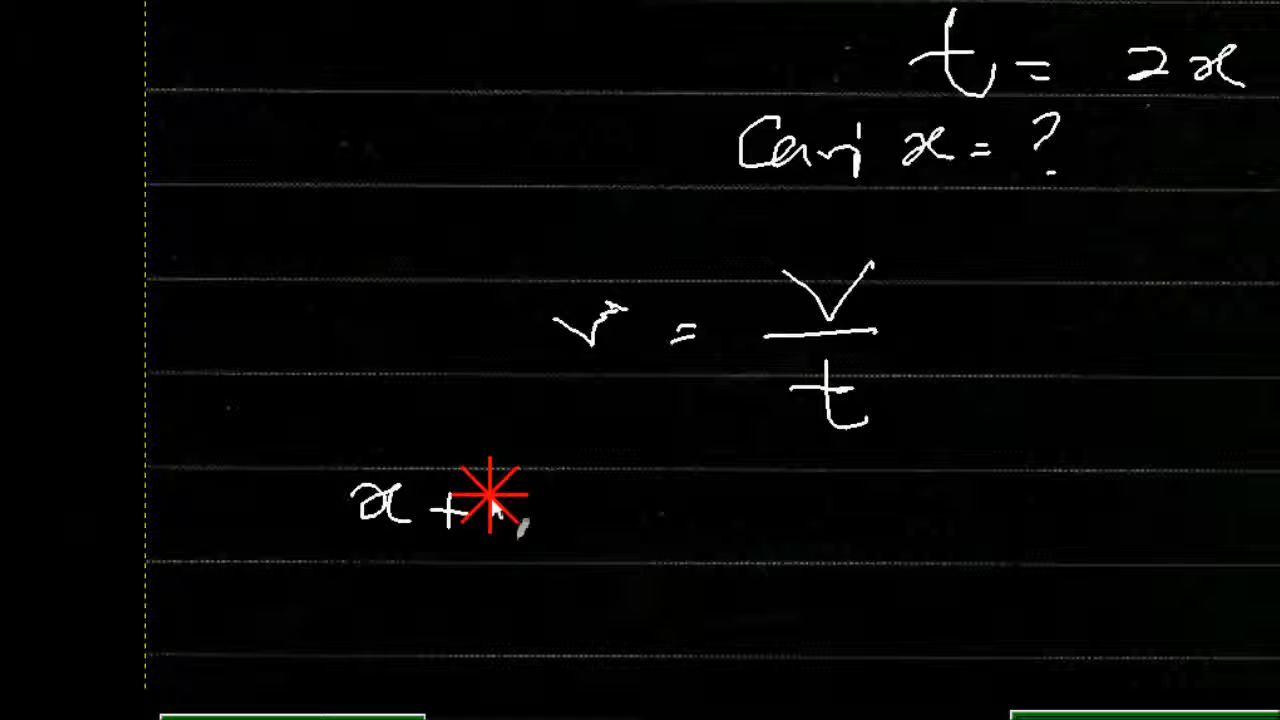 t = 2x
Cari x = ?
v = V
t
x +